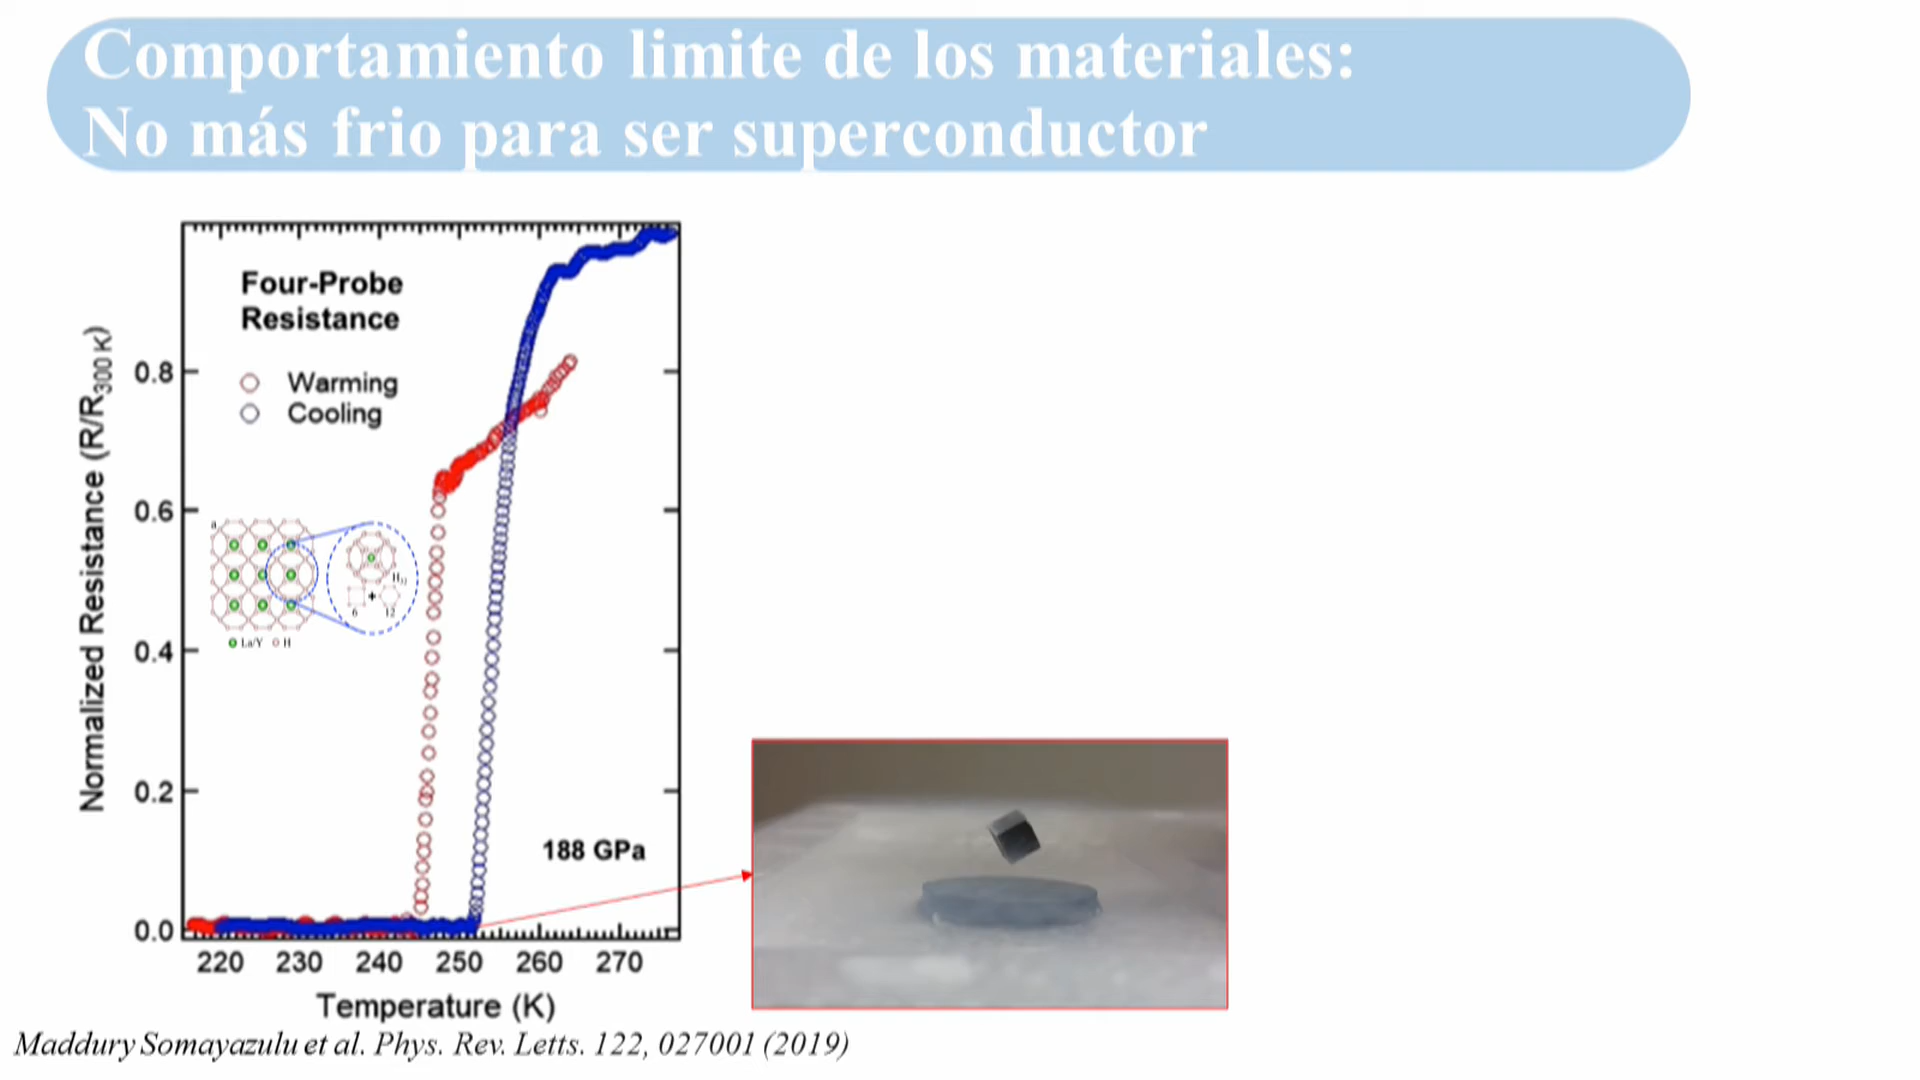 Comportamiento limite de los materiales:
No más frio para ser superconductor
Four-Probe
Resistance
Warming
Cooling
Normalized Resistance (R/R300 K)
0.8
0.6
0.4
0.2
0.0
a
6 + 12
La/Y H
188 GPa
220 230 240 250 260 270
Temperature (K)
Maddury Somayazulu et al. Phys. Rev. Letts. 122, 027001 (2019)